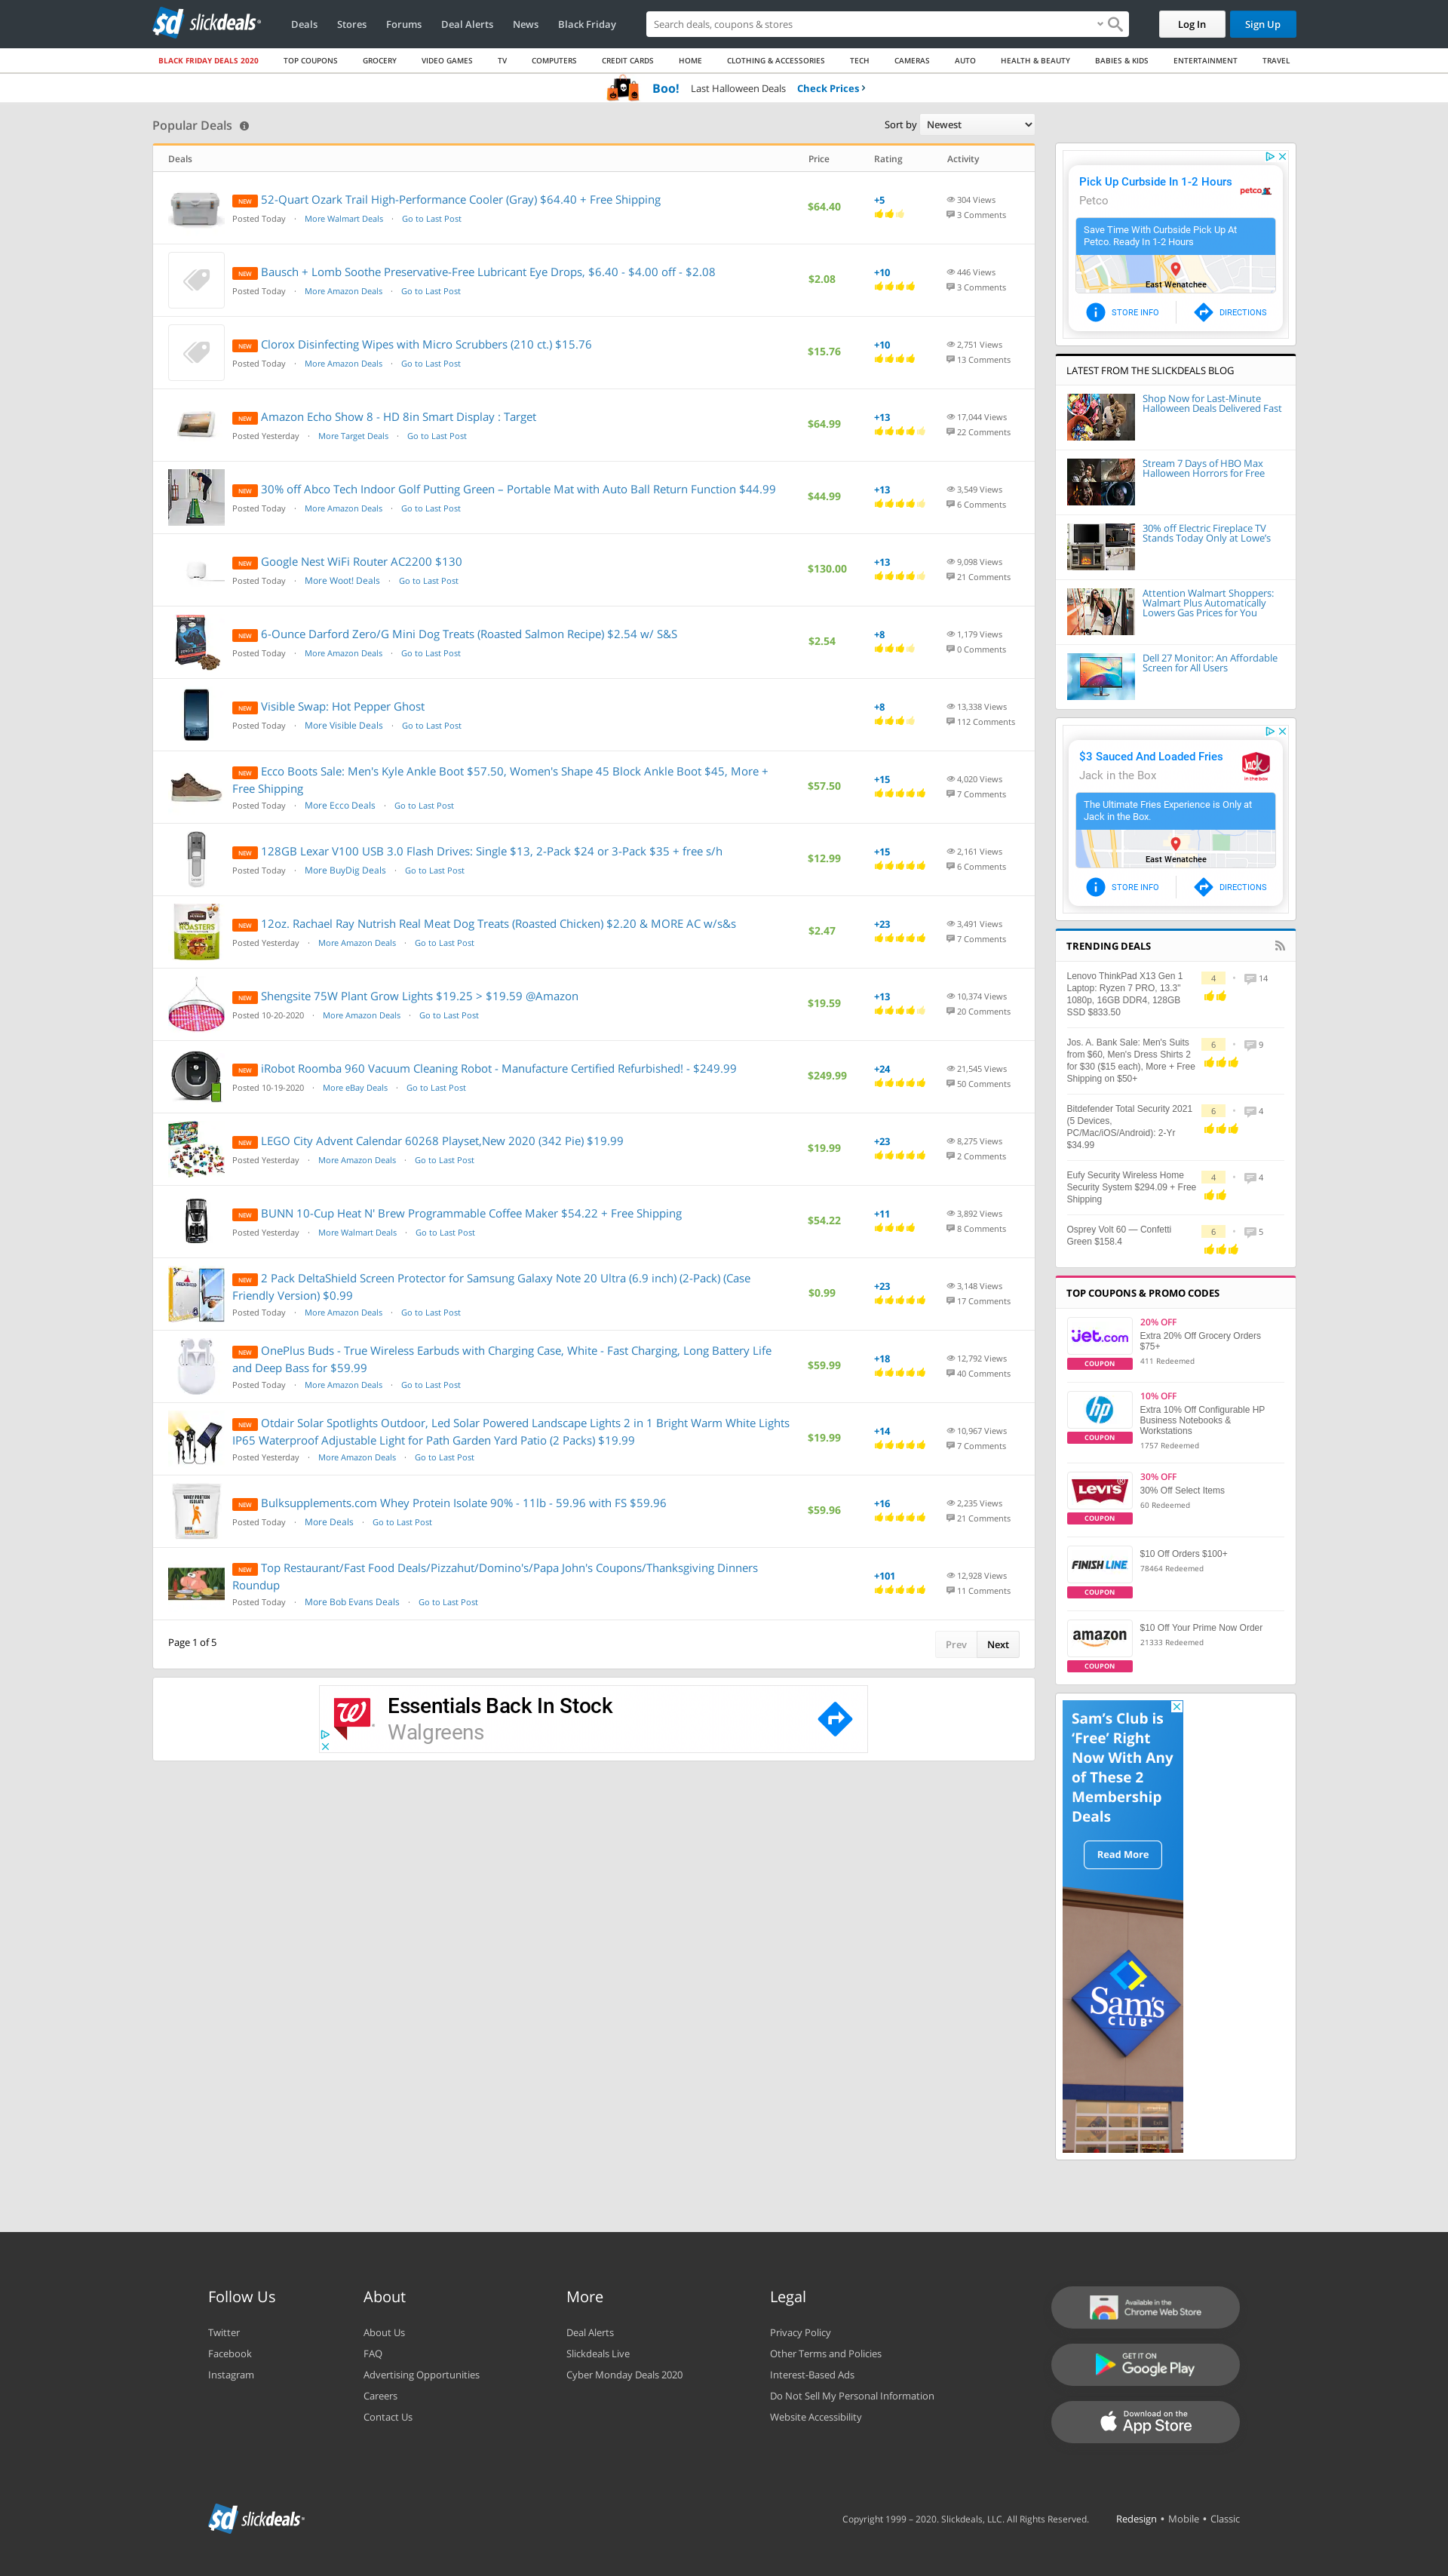 sd slickdeals
Deals Stores Forums Deal Alerts News Black Friday
Search deals, coupons & stores
Log In Sign Up
BLACK FRIDAY DEALS 2020 TOP COUPONS GROCERY VIDEO GAMES TV COMPUTERS CREDIT CARDS HOME CLOTHING & ACCESSORIES TECH CAMERAS AUTO HEALTH & BEAUTY BABIES & KIDS ENTERTAINMENT TRAVEL
Boo! Last Halloween Deals Check Prices ›
Popular Deals
Sort by Newest
Deals Price Rating Activity
NEW 52-Quart Ozark Trail High-Performance Cooler (Gray) $64.40 + Free Shipping
Posted Today · More Walmart Deals · Go to Last Post
$64.40
+5
304 Views
3 Comments
NEW Bausch + Lomb Soothe Preservative-Free Lubricant Eye Drops, $6.40 - $4.00 off - $2.08
Posted Today · More Amazon Deals · Go to Last Post
$2.08
+10
446 Views
3 Comments
NEW Clorox Disinfecting Wipes with Micro Scrubbers (210 ct.) $15.76
Posted Today · More Amazon Deals · Go to Last Post
$15.76
+10
2,751 Views
13 Comments
NEW Amazon Echo Show 8 - HD 8in Smart Display : Target
Posted Yesterday · More Target Deals · Go to Last Post
$64.99
+13
17,044 Views
22 Comments
NEW 30% off Abco Tech Indoor Golf Putting Green – Portable Mat with Auto Ball Return Function $44.99
Posted Today · More Amazon Deals · Go to Last Post
$44.99
+13
3,549 Views
6 Comments
NEW Google Nest WiFi Router AC2200 $130
Posted Today · More Woot! Deals · Go to Last Post
$130.00
+13
9,098 Views
21 Comments
NEW 6-Ounce Darford Zero/G Mini Dog Treats (Roasted Salmon Recipe) $2.54 w/ S&S
Posted Today · More Amazon Deals · Go to Last Post
$2.54
+8
1,179 Views
0 Comments
NEW Visible Swap: Hot Pepper Ghost
Posted Today · More Visible Deals · Go to Last Post
+8
13,338 Views
112 Comments
NEW Ecco Boots Sale: Men's Kyle Ankle Boot $57.50, Women's Shape 45 Block Ankle Boot $45, More +
Free Shipping
Posted Today · More Ecco Deals · Go to Last Post
$57.50
+15
4,020 Views
7 Comments
NEW 128GB Lexar V100 USB 3.0 Flash Drives: Single $13, 2-Pack $24 or 3-Pack $35 + free s/h
Posted Today · More BuyDig Deals · Go to Last Post
$12.99
+15
2,161 Views
6 Comments
NEW 12oz. Rachael Ray Nutrish Real Meat Dog Treats (Roasted Chicken) $2.20 & MORE AC w/s&s
Posted Yesterday · More Amazon Deals · Go to Last Post
$2.47
+23
3,491 Views
7 Comments
NEW Shengsite 75W Plant Grow Lights $19.25 > $19.59 @Amazon
Posted 10-20-2020 · More Amazon Deals · Go to Last Post
$19.59
+13
10,374 Views
20 Comments
NEW iRobot Roomba 960 Vacuum Cleaning Robot - Manufacture Certified Refurbished! - $249.99
Posted 10-19-2020 · More eBay Deals · Go to Last Post
$249.99
+24
21,545 Views
50 Comments
NEW LEGO City Advent Calendar 60268 Playset,New 2020 (342 Pie) $19.99
Posted Yesterday · More Amazon Deals · Go to Last Post
$19.99
+23
8,275 Views
2 Comments
NEW BUNN 10-Cup Heat N' Brew Programmable Coffee Maker $54.22 + Free Shipping
Posted Yesterday · More Walmart Deals · Go to Last Post
$54.22
+11
3,892 Views
8 Comments
NEW 2 Pack DeltaShield Screen Protector for Samsung Galaxy Note 20 Ultra (6.9 inch) (2-Pack) (Case
Friendly Version) $0.99
Posted Today · More Amazon Deals · Go to Last Post
$0.99
+23
3,148 Views
17 Comments
NEW OnePlus Buds - True Wireless Earbuds with Charging Case, White - Fast Charging, Long Battery Life
and Deep Bass for $59.99
Posted Today · More Amazon Deals · Go to Last Post
$59.99
+18
12,792 Views
40 Comments
NEW Otdair Solar Spotlights Outdoor, Led Solar Powered Landscape Lights 2 in 1 Bright Warm White Lights
IP65 Waterproof Adjustable Light for Path Garden Yard Patio (2 Packs) $19.99
Posted Yesterday · More Amazon Deals · Go to Last Post
$19.99
+14
10,967 Views
7 Comments
NEW Bulksupplements.com Whey Protein Isolate 90% - 11lb - 59.96 with FS $59.96
Posted Today · More Deals · Go to Last Post
$59.96
+16
2,235 Views
21 Comments
NEW Top Restaurant/Fast Food Deals/Pizzahut/Domino's/Papa John's Coupons/Thanksgiving Dinners
Roundup
Posted Today · More Bob Evans Deals · Go to Last Post
+101
12,928 Views
11 Comments
Page 1 of 5
Prev Next
Essentials Back In Stock
Walgreens
Pick Up Curbside In 1-2 Hours
Petco
petco
Save Time With Curbside Pick Up At
Petco. Ready In 1-2 Hours
East Wenatchee
STORE INFO DIRECTIONS
LATEST FROM THE SLICKDEALS BLOG
Shop Now for Last-Minute
Halloween Deals Delivered Fast
Stream 7 Days of HBO Max
Halloween Horrors for Free
30% off Electric Fireplace TV
Stands Today Only at Lowe's
Attention Walmart Shoppers:
Walmart Plus Automatically
Lowers Gas Prices for You
Dell 27 Monitor: An Affordable
Screen for All Users
$3 Sauced And Loaded Fries
Jack in the Box
Jack
in the box
The Ultimate Fries Experience is Only at
Jack in the Box.
East Wenatchee
STORE INFO DIRECTIONS
TRENDING DEALS
Lenovo ThinkPad X13 Gen 1
Laptop: Ryzen 7 PRO, 13.3"
1080p, 16GB DDR4, 128GB
SSD $833.50
4 • 14
Jos. A. Bank Sale: Men's Suits
from $60, Men's Dress Shirts 2
for $30 ($15 each), More + Free
Shipping on $50+
6 • 9
Bitdefender Total Security 2021
(5 Devices,
PC/Mac/iOS/Android): 2-Yr
$34.99
6 • 4
Eufy Security Wireless Home
Security System $294.09 + Free
Shipping
4 • 4
Osprey Volt 60 — Confetti
Green $158.4
6 • 5
TOP COUPONS & PROMO CODES
jet.com
COUPON
20% OFF
Extra 20% Off Grocery Orders
$75+
411 Redeemed
hp
COUPON
10% OFF
Extra 10% Off Configurable HP
Business Notebooks &
Workstations
1757 Redeemed
LEVI'S
COUPON
30% OFF
30% Off Select Items
60 Redeemed
FINISH LINE
COUPON
$10 Off Orders $100+
78464 Redeemed
amazon
COUPON
$10 Off Your Prime Now Order
21333 Redeemed
Sam's Club is
'Free' Right
Now With Any
of These 2
Membership
Deals
Read More
Sam's
CLUB
Follow Us
Twitter
Facebook
Instagram
About
About Us
FAQ
Advertising Opportunities
Careers
Contact Us
More
Deal Alerts
Slickdeals Live
Cyber Monday Deals 2020
Legal
Privacy Policy
Other Terms and Policies
Interest-Based Ads
Do Not Sell My Personal Information
Website Accessibility
Available in the
Chrome Web Store
GET IT ON
Google Play
Download on the
App Store
sd slickdeals
Copyright 1999 – 2020. Slickdeals, LLC. All Rights Reserved. Redesign • Mobile • Classic